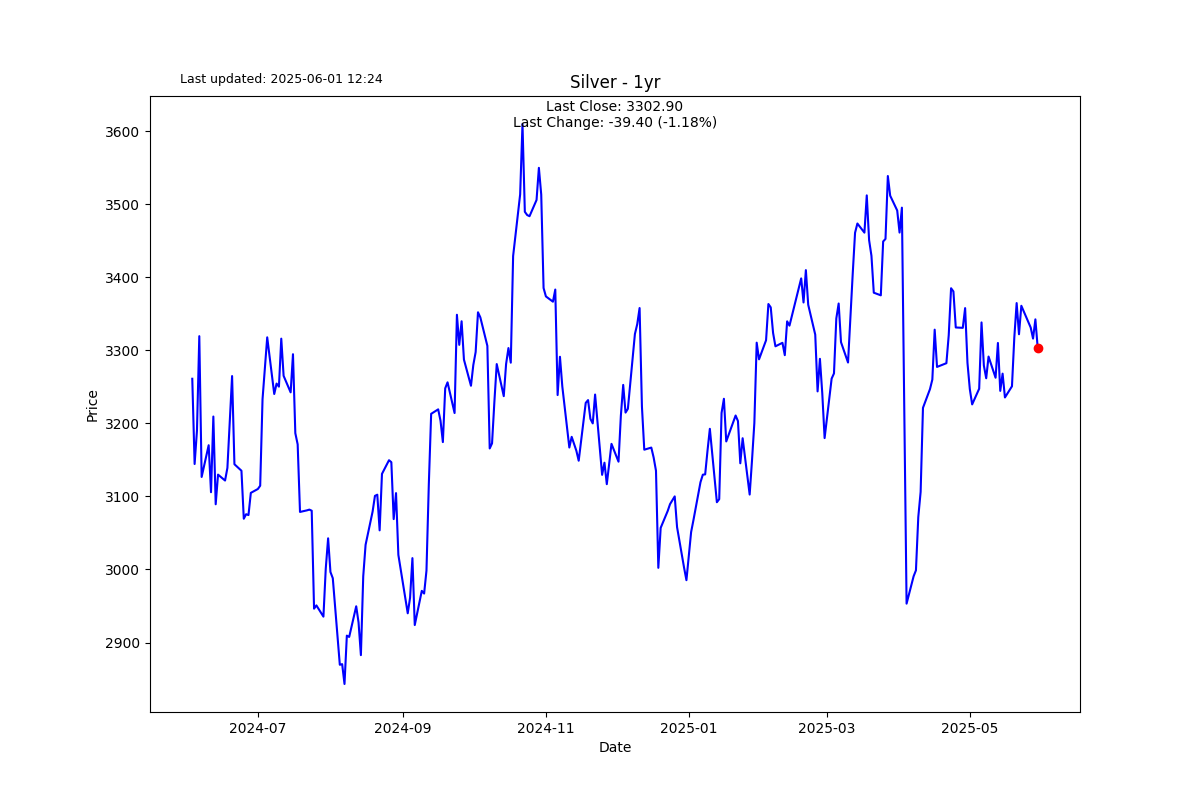 Last updated: 2025-06-01 12:24
Silver - 1yr
Last Close: 3302.90
Last Change: -39.40 (-1.18%)
3600
3500
3400
3300
3200
3100
3000
2900
Price
2024-07
2024-09
2024-11
2025-01
2025-03
2025-05
Date